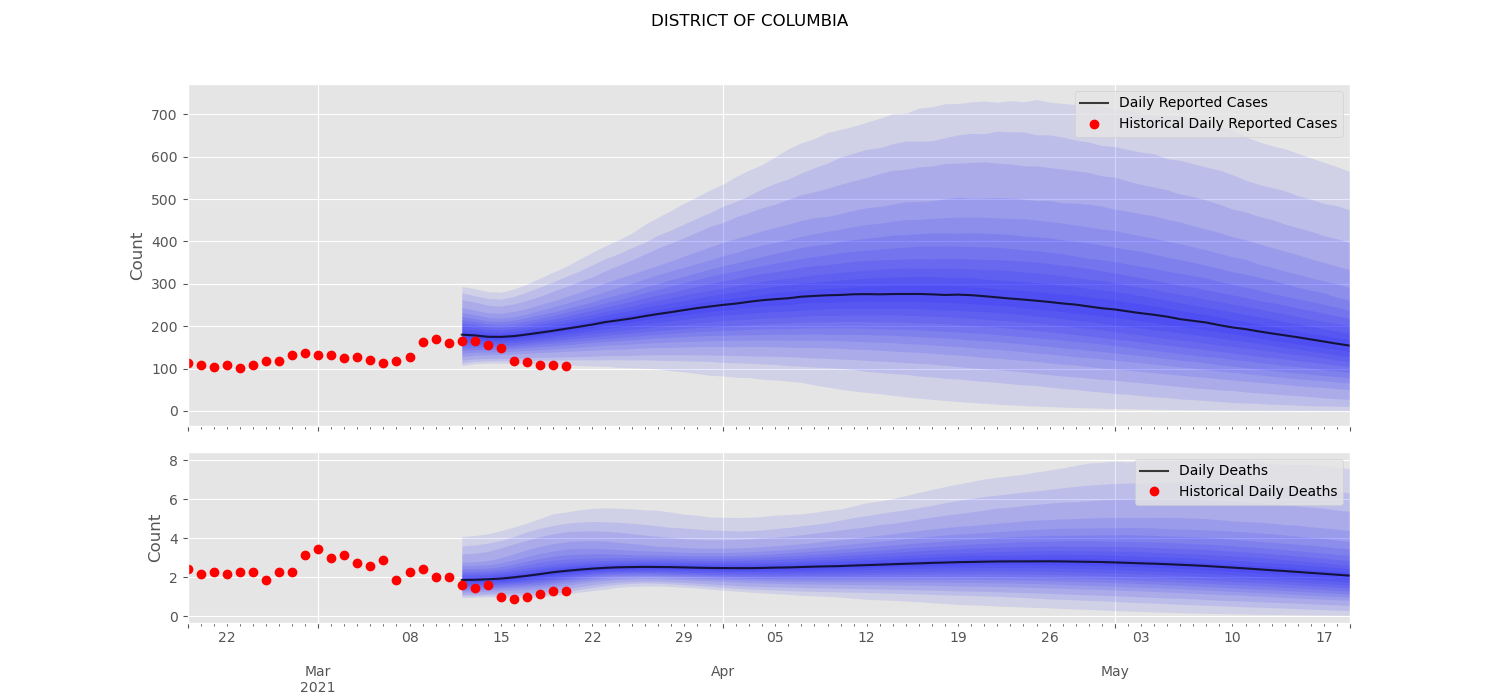 DISTRICT OF COLUMBIA
Daily Reported Cases
Historical Daily Reported Cases
700
600
500
400
300
200
100
0
Count
Daily Deaths
Historical Daily Deaths
8
6
4
2
0
Count
22 08 15 22 29 05 12 19 26 03 10 17
Mar Apr May
2021